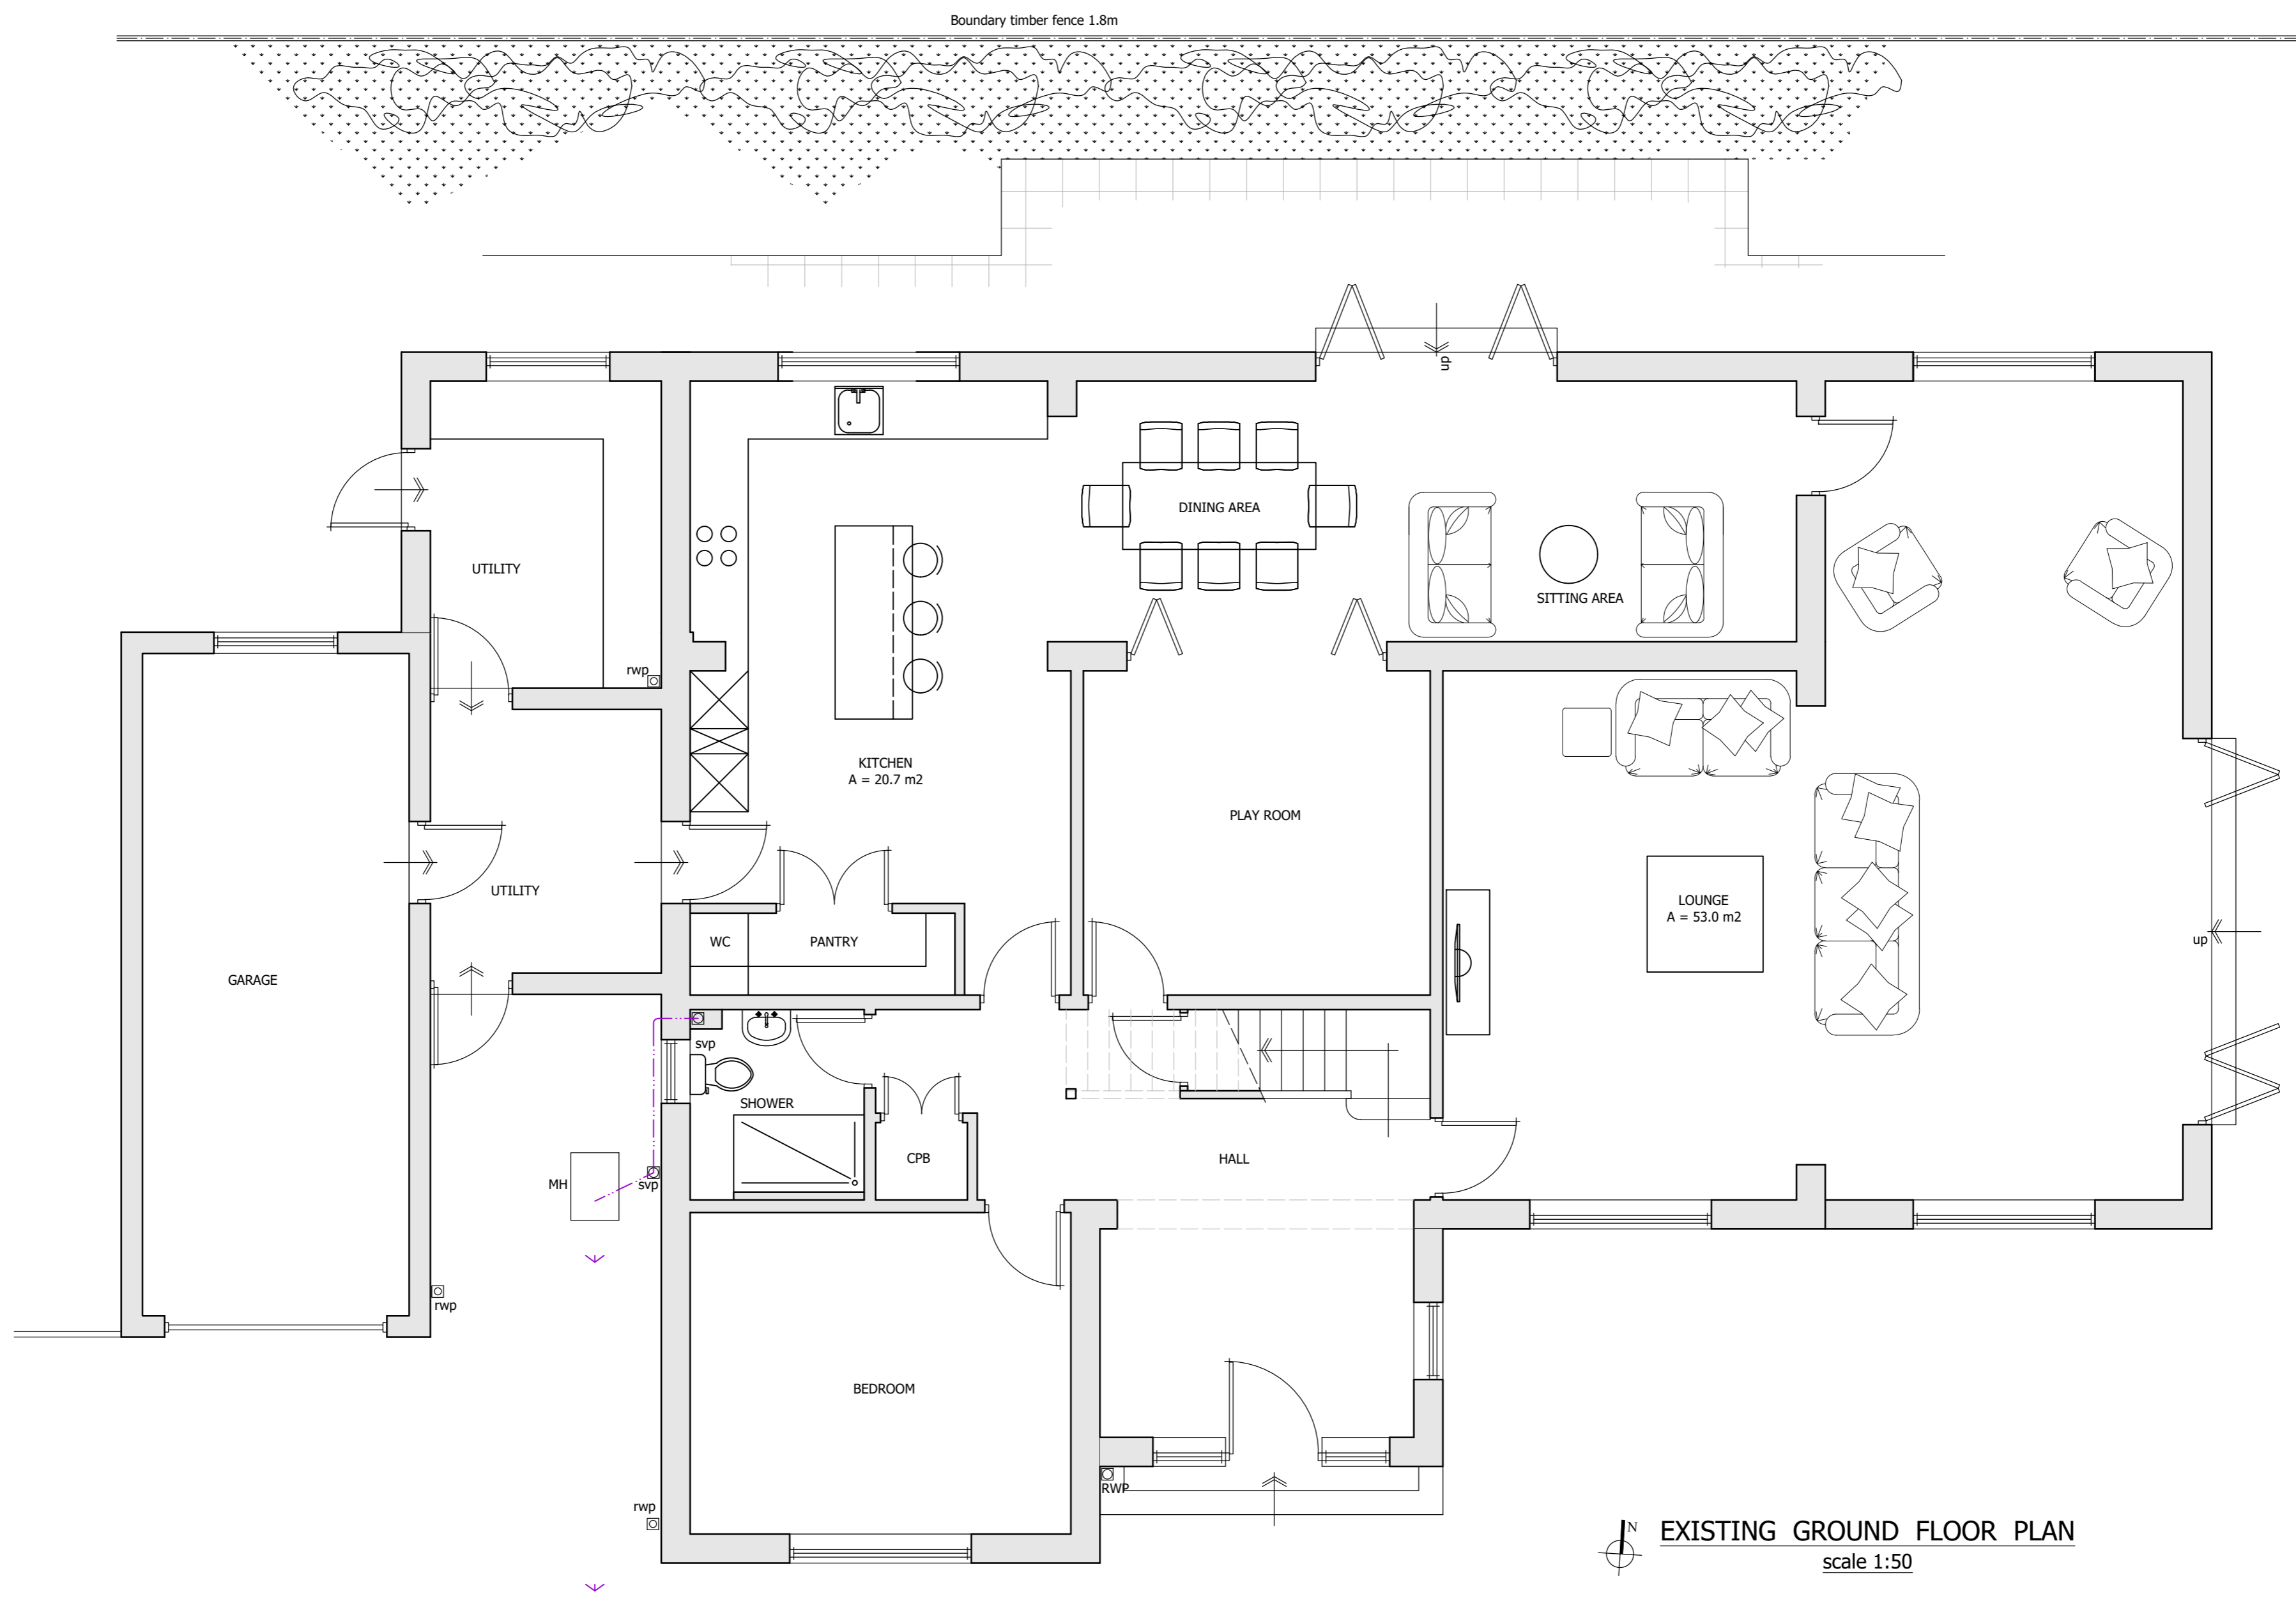 Boundary timber fence 1.8m
dn
DINING AREA
UTILITY
SITTING AREA
rwp
KITCHEN
A = 20.7 m2
PLAY ROOM
UTILITY
LOUNGE
A = 53.0 m2
WC
PANTRY
up
GARAGE
svp
SHOWER
CPB
HALL
MH
svp
rwp
BEDROOM
RWP
rwp
N
EXISTING GROUND FLOOR PLAN
scale 1:50